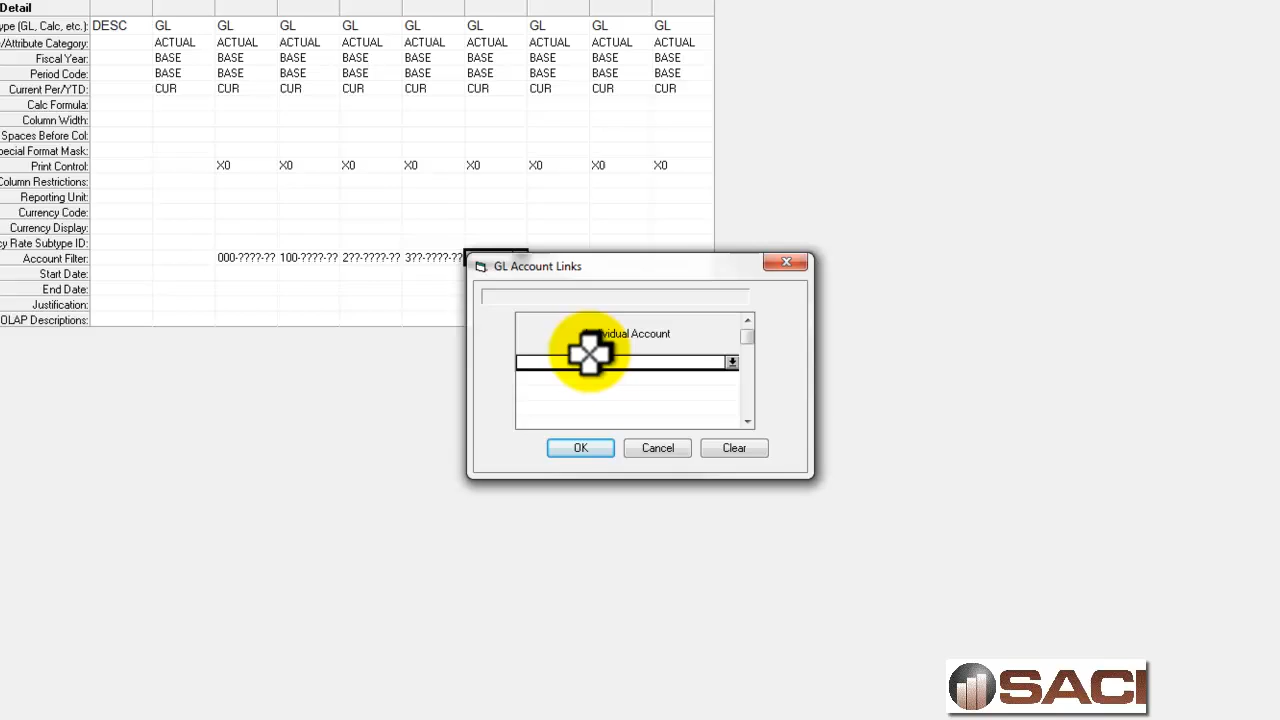 Detail
ype (GL, Calc, etc.): DESC GL GL GL GL GL GL GL GL GL
/Attribute Category: ACTUAL ACTUAL ACTUAL ACTUAL ACTUAL ACTUAL ACTUAL ACTUAL ACTUAL
Fiscal Year: BASE BASE BASE BASE BASE BASE BASE BASE BASE
Period Code: BASE BASE BASE BASE BASE BASE BASE BASE BASE
Current Per/YTD: CUR CUR CUR CUR CUR CUR CUR CUR CUR
Calc Formula:
Column Width:
Spaces Before Col:
pecial Format Mask:
Print Control: X0 X0 X0 X0 X0 X0 X0 X0
Column Restrictions:
Reporting Unit:
Currency Code:
Currency Display:
cy Rate Subtype ID:
Account Filter: 000-????-?? 100-????-?? 2??-????-?? 3??-????-??
Start Date:
End Date:
Justification:
OLAP Descriptions:
GL Account Links
vidual Account
OK Cancel Clear
SACI